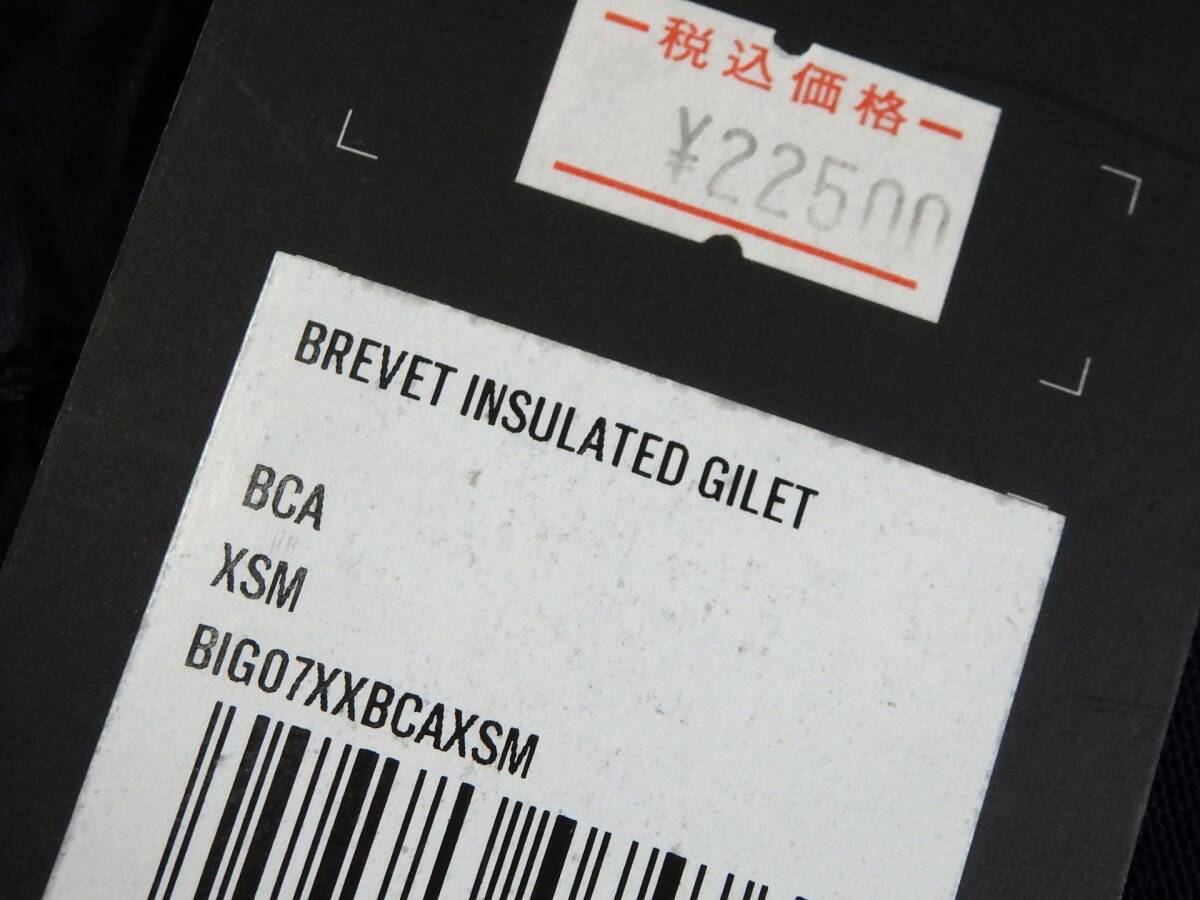 税込価格
¥22500
BREVET INSULATED GILET
BCA
XSM
BIG07XXBCAXSM